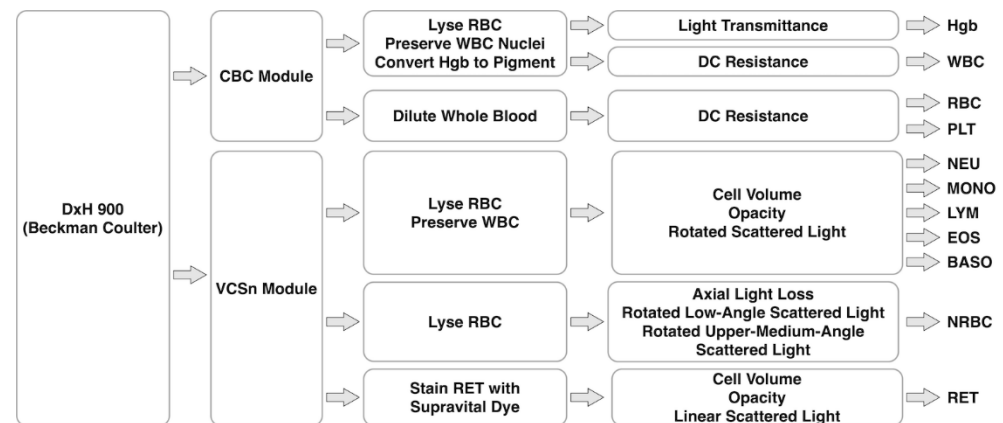 DxH 900
(Beckman Coulter)
CBC Module
Lyse RBC
Preserve WBC Nuclei
Convert Hgb to Pigment
Light Transmittance
Hgb
DC Resistance
WBC
Dilute Whole Blood
DC Resistance
RBC
PLT
VCSn Module
Lyse RBC
Preserve WBC
Cell Volume
Opacity
Rotated Scattered Light
NEU
MONO
LYM
EOS
BASO
Lyse RBC
Axial Light Loss
Rotated Low-Angle Scattered Light
Rotated Upper-Medium-Angle
Scattered Light
NRBC
Stain RET with
Supravital Dye
Cell Volume
Opacity
Linear Scattered Light
RET